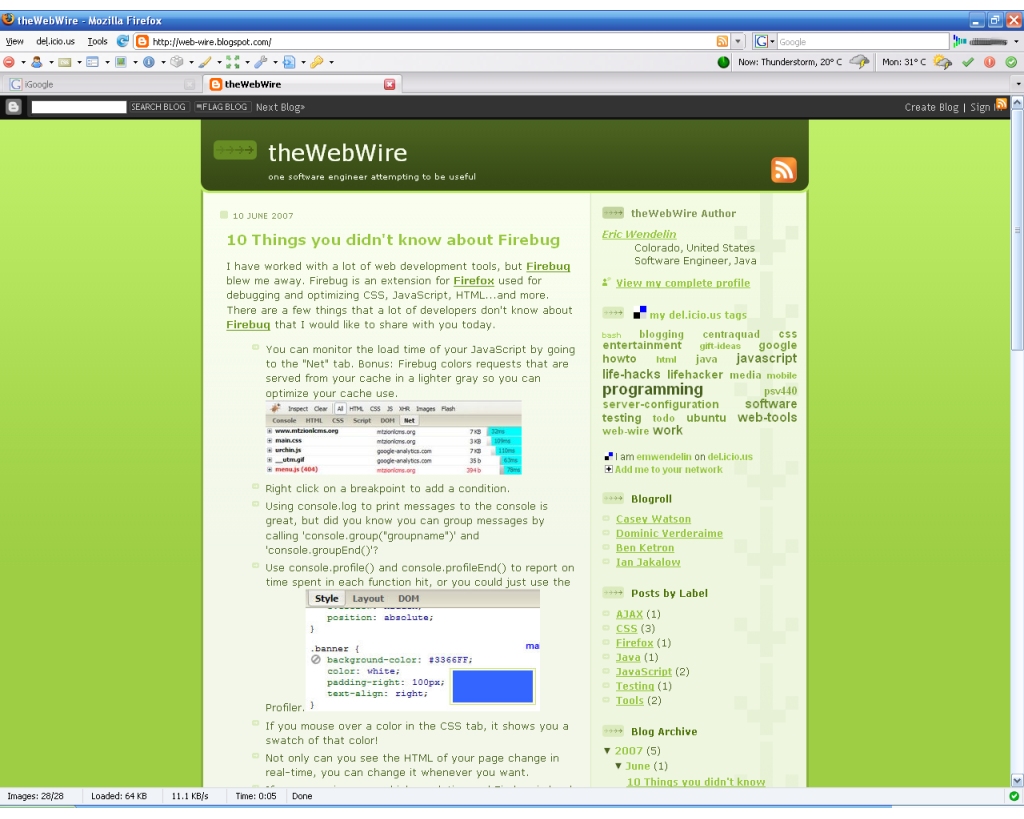 theWebWire - Mozilla Firefox
View del.icio.us Tools http://web-wire.blogspot.com/ Google
Now: Thunderstorm, 20° C Mon: 31° C
iGoogle theWebWire
SEARCH BLOG FLAG BLOG Next Blog» Create Blog | Sign In
theWebWire
one software engineer attempting to be useful
10 JUNE 2007
10 Things you didn't know about Firebug
I have worked with a lot of web development tools, but Firebug
blew me away. Firebug is an extension for Firefox used for
debugging and optimizing CSS, JavaScript, HTML...and more.
There are a few things that a lot of developers don't know about
Firebug that I would like to share with you today.
You can monitor the load time of your JavaScript by going
to the "Net" tab. Bonus: Firebug colors requests that are
served from your cache in a lighter gray so you can
optimize your cache use.
Inspect Clear All HTML CSS JS XHR Images Flash
Console HTML CSS Script DOM Net
www.mtzionlcms.org mtzionlcms.org 7 KB 32ms
main.css mtzionlcms.org 3 KB 109ms
urchin.js google-analytics.com 7 KB 110ms
__utm.gif google-analytics.com 35 b 63ms
menu.js (404) mtzionlcms.org 294 b 79ms
Right click on a breakpoint to add a condition.
Using console.log to print messages to the console is
great, but did you know you can group messages by
calling 'console.group("groupname")' and
'console.groupEnd()'?
Use console.profile() and console.profileEnd() to report on
time spent in each function hit, or you could just use the
Style Layout DOM
position: absolute;
}
.banner { ma
background-color: #3366FF;
color: white;
padding-right: 100px;
text-align: right;
}
Profiler.
If you mouse over a color in the CSS tab, it shows you a
swatch of that color!
Not only can you see the HTML of your page change in
real-time, you can change it whenever you want.
theWebWire Author
Eric Wendelin
Colorado, United States
Software Engineer, Java
View my complete profile
my del.icio.us tags
bash blogging centraquad css
entertainment gift-ideas google
howto html java javascript
life-hacks lifehacker media mobile
programming psv440
server-configuration software
testing todo ubuntu web-tools
web-wire work
I am emwendelin on del.icio.us
Add me to your network
Blogroll
Casey Watson
Dominic Verderaime
Ben Ketron
Ian Jakalow
Posts by Label
AJAX (1)
CSS (3)
Firefox (1)
Java (1)
JavaScript (2)
Testing (1)
Tools (2)
Blog Archive
▼ 2007 (5)
▼ June (1)
10 Things you didn't know
Images: 28/28 Loaded: 64 KB 11.1 KB/s Time: 0:05 Done